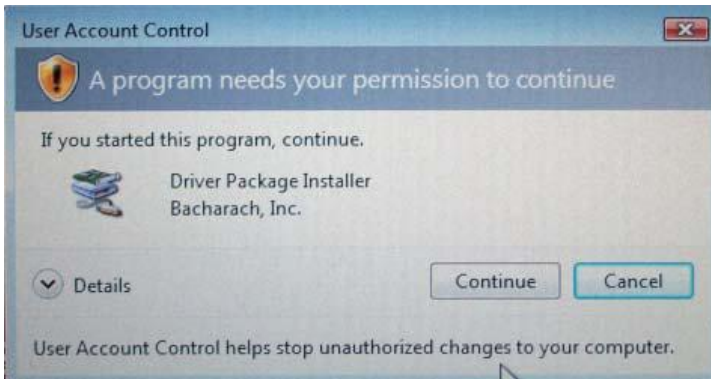 User Account Control
A program needs your permission to continue
If you started this program, continue.
Driver Package Installer
Bacharach, Inc.
Details
Continue
Cancel
User Account Control helps stop unauthorized changes to your computer.